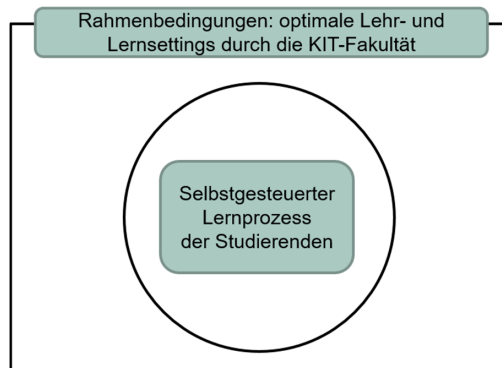 Rahmenbedingungen: optimale Lehr- und
Lernsettings durch die KIT-Fakultät
Selbstgesteuerter
Lernprozess
der Studierenden